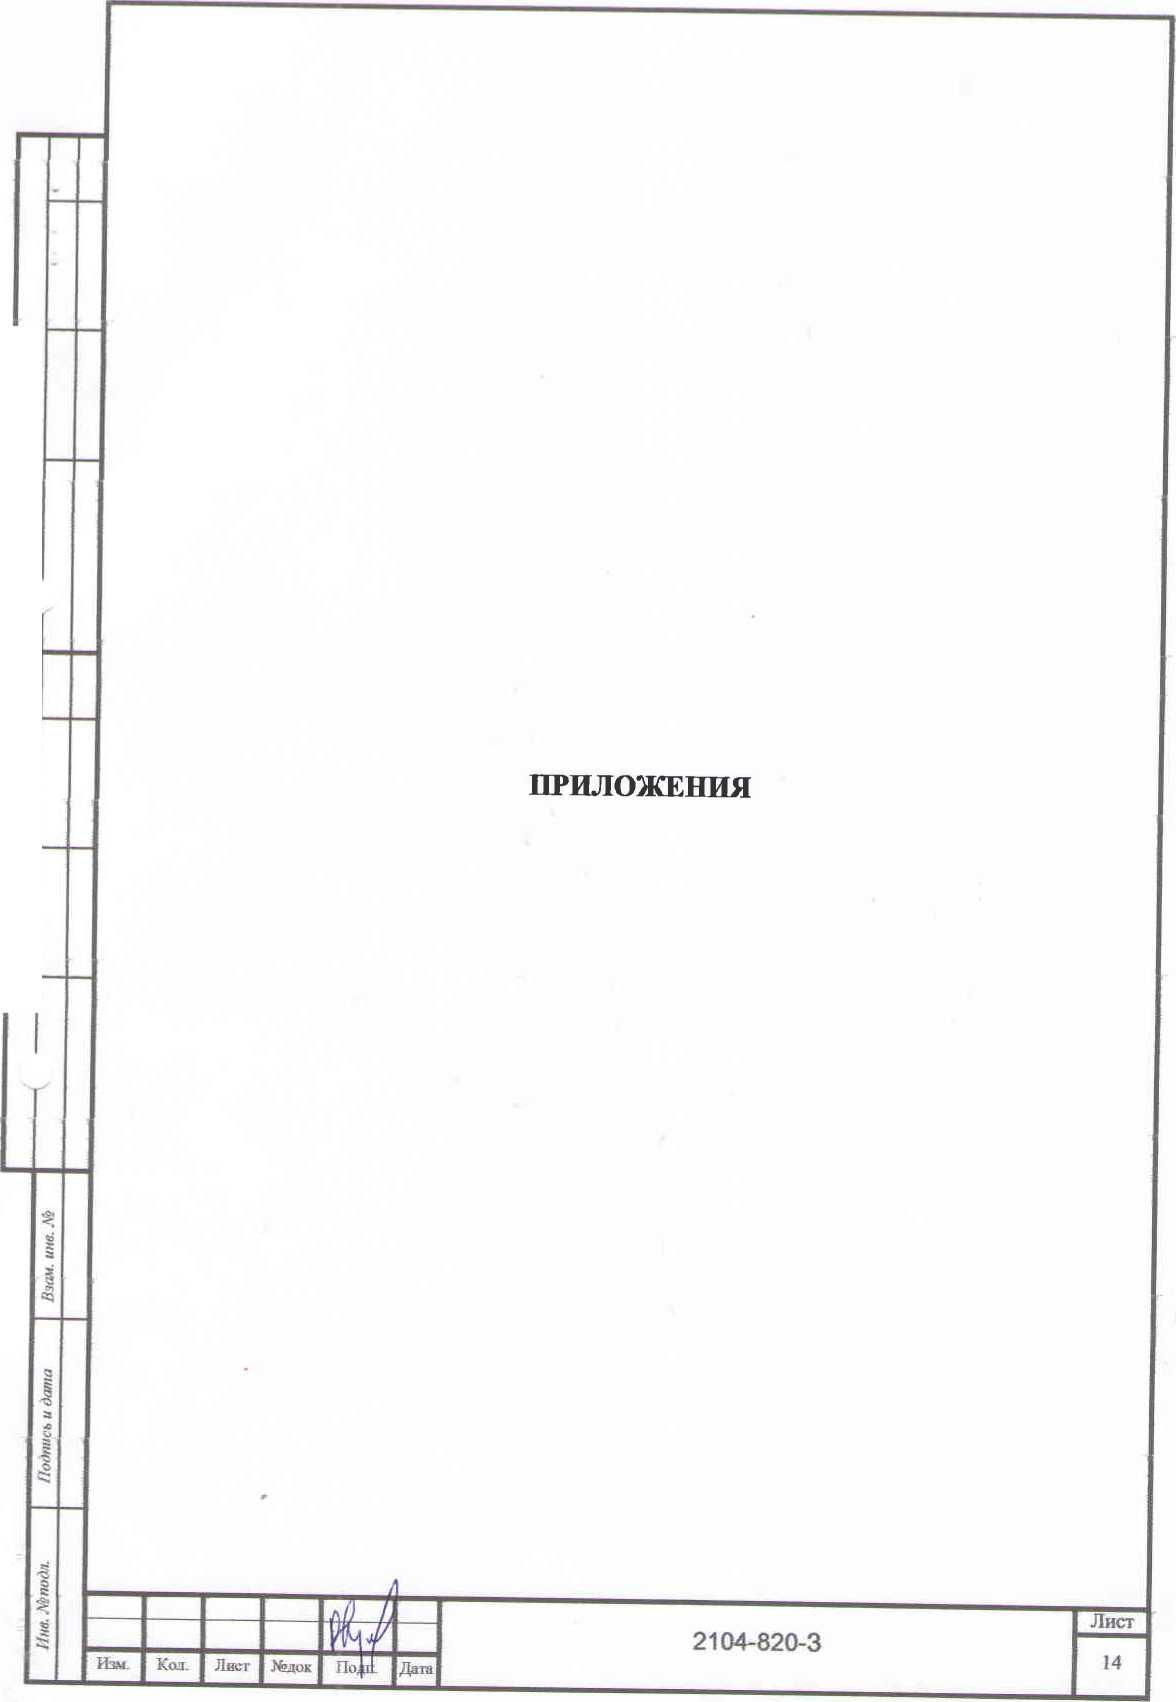 ПРИЛОЖЕНИЯ
Взам. инв. №
Подпись и дата
Инв. №подл.
Изм. Кол. Лист №док Подп. Дата
2104-820-3
Лист
14